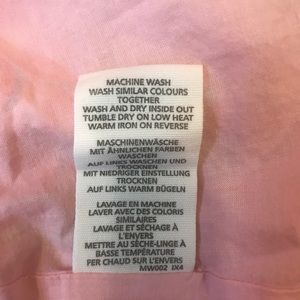 MACHINE WASH
WASH SIMILAR COLOURS
TOGETHER
WASH AND DRY INSIDE OUT
TUMBLE DRY ON LOW HEAT
WARM IRON ON REVERSE
MASCHINENWÄSCHE
MIT ÄHNLICHEN FARBEN
WASCHEN
AUF LINKS WASCHEN UND
TROCKNEN
MIT NIEDRIGER EINSTELLUNG
TROCKNEN
AUF LINKS WARM BÜGELN
LAVAGE EN MACHINE
LAVER AVEC DES COLORIS
SIMILAIRES
LAVAGE ET SÉCHAGE À
L'ENVERS
METTRE AU SÈCHE-LINGE À
BASSE TEMPÉRATURE
PER CHAUD SUR L'ENVERS
MW002 IX4